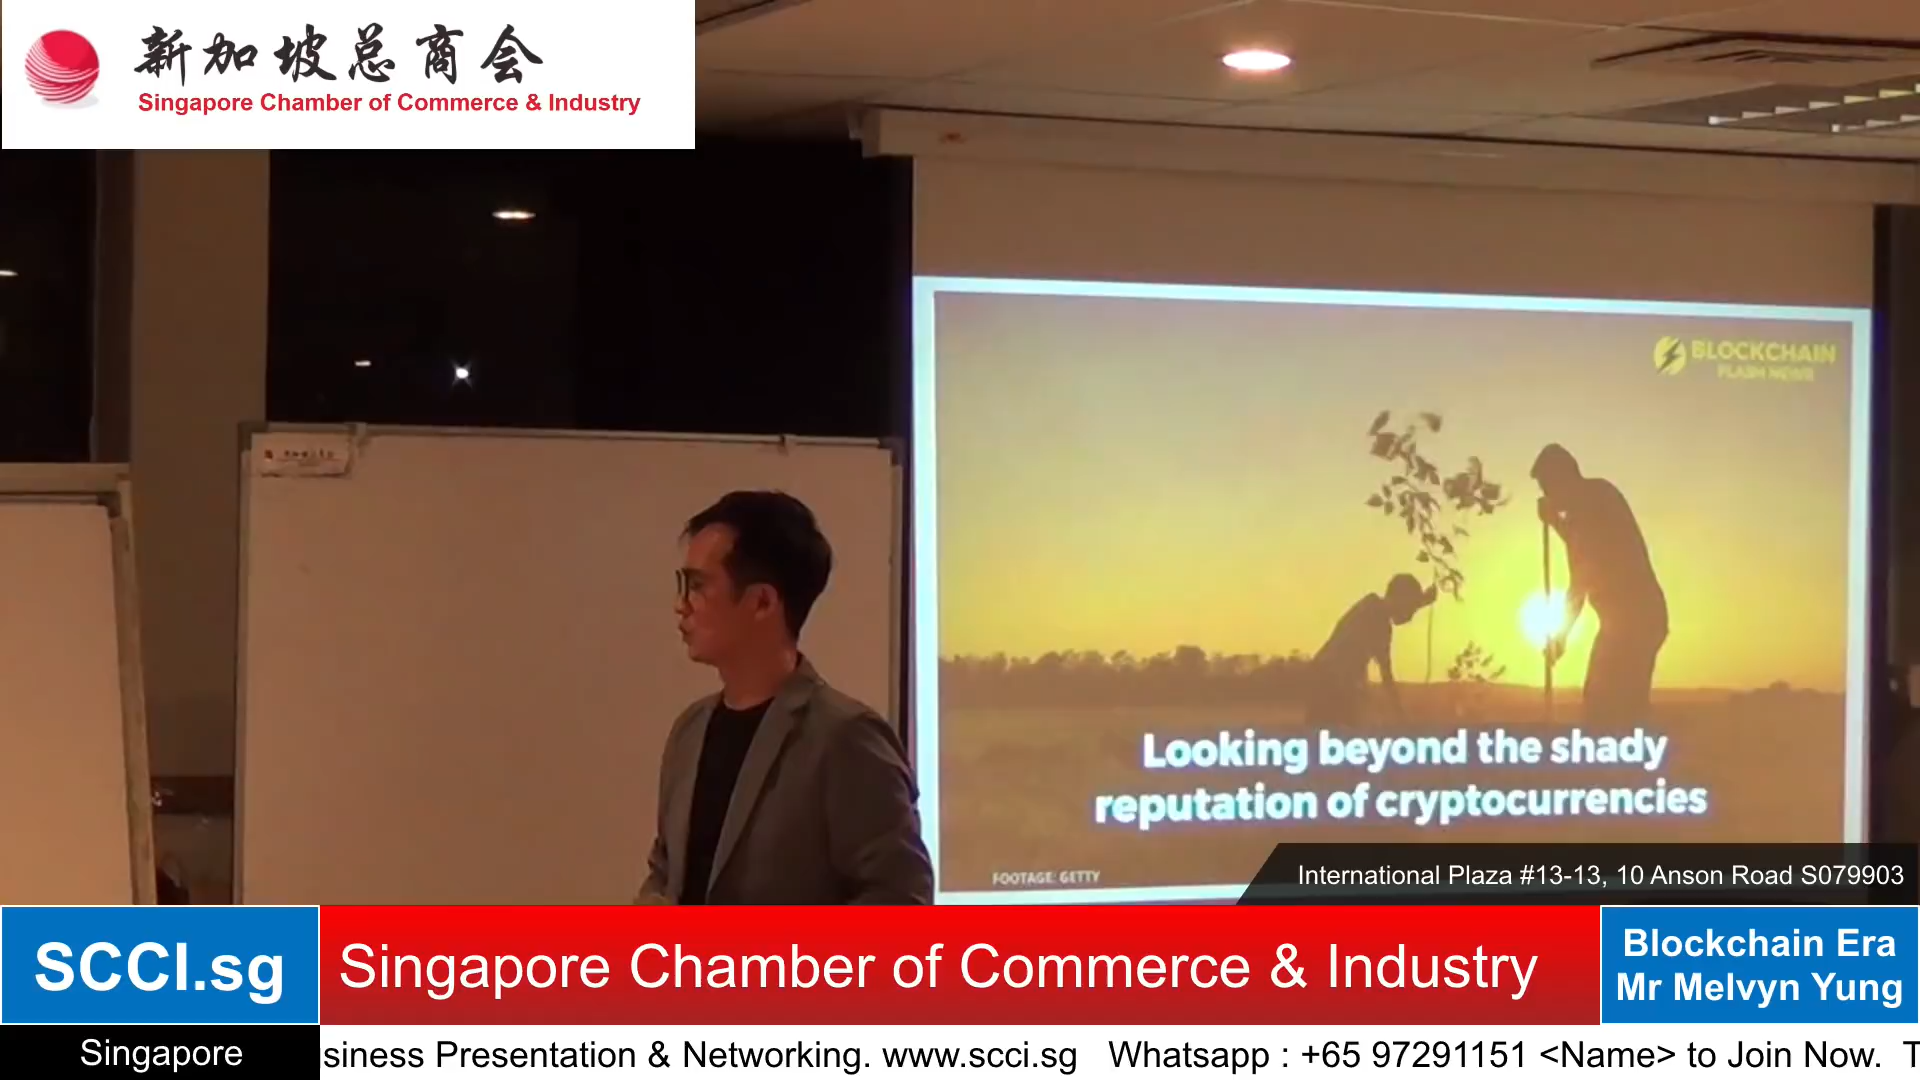 新加坡总商会
Singapore Chamber of Commerce & Industry
BLOCKCHAIN
FLASH NEWS
Looking beyond the shady
reputation of cryptocurrencies
FOOTAGE: GETTY
International Plaza #13-13, 10 Anson Road S079903
SCCI.sg
Singapore Chamber of Commerce & Industry
Blockchain Era
Mr Melvyn Yung
Singapore
siness Presentation & Networking. www.scci.sg Whatsapp : +65 97291151 <Name> to Join Now. T